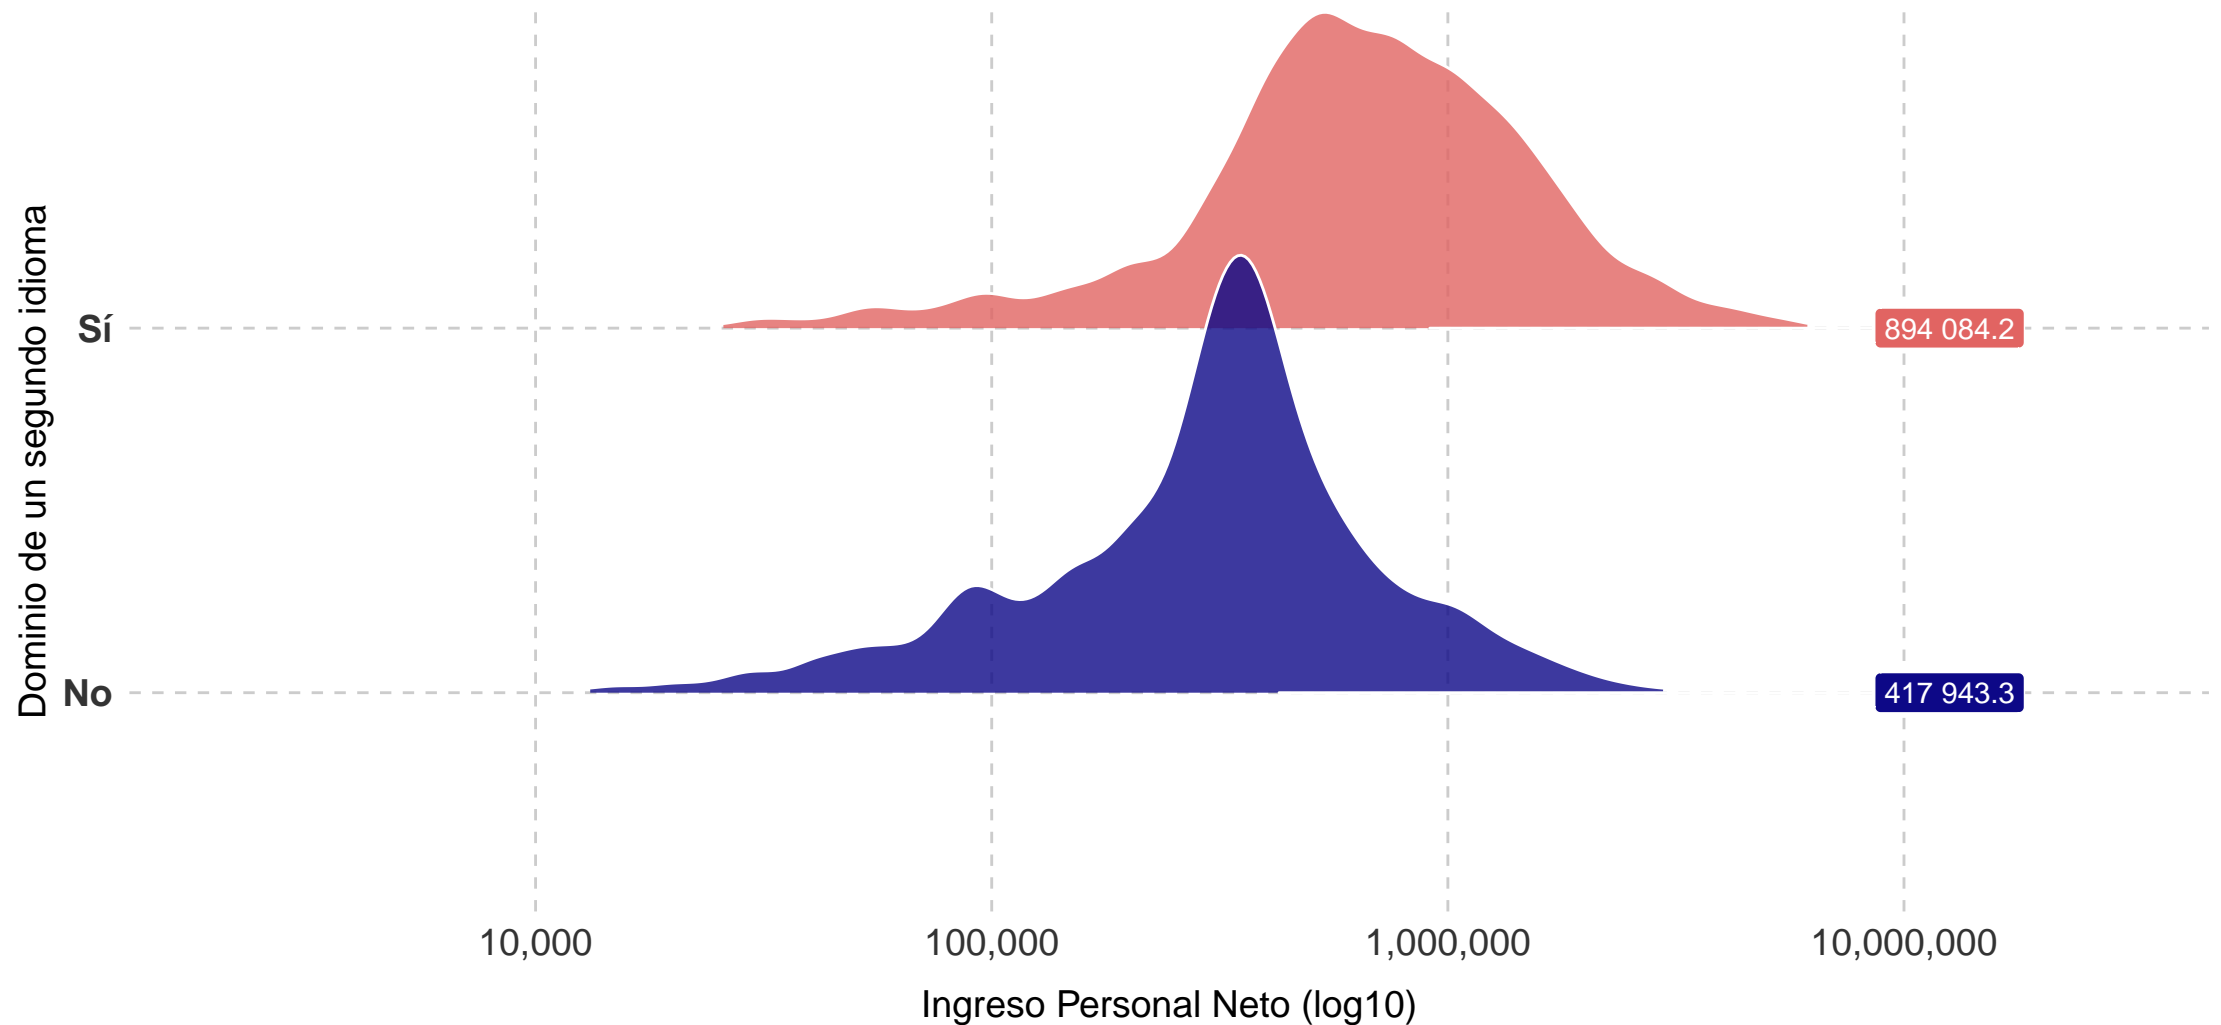 Dominio de un segundo idioma
Sí
894 084.2
No
417 943.3
10,000
100,000
1,000,000
10,000,000
Ingreso Personal Neto (log10)